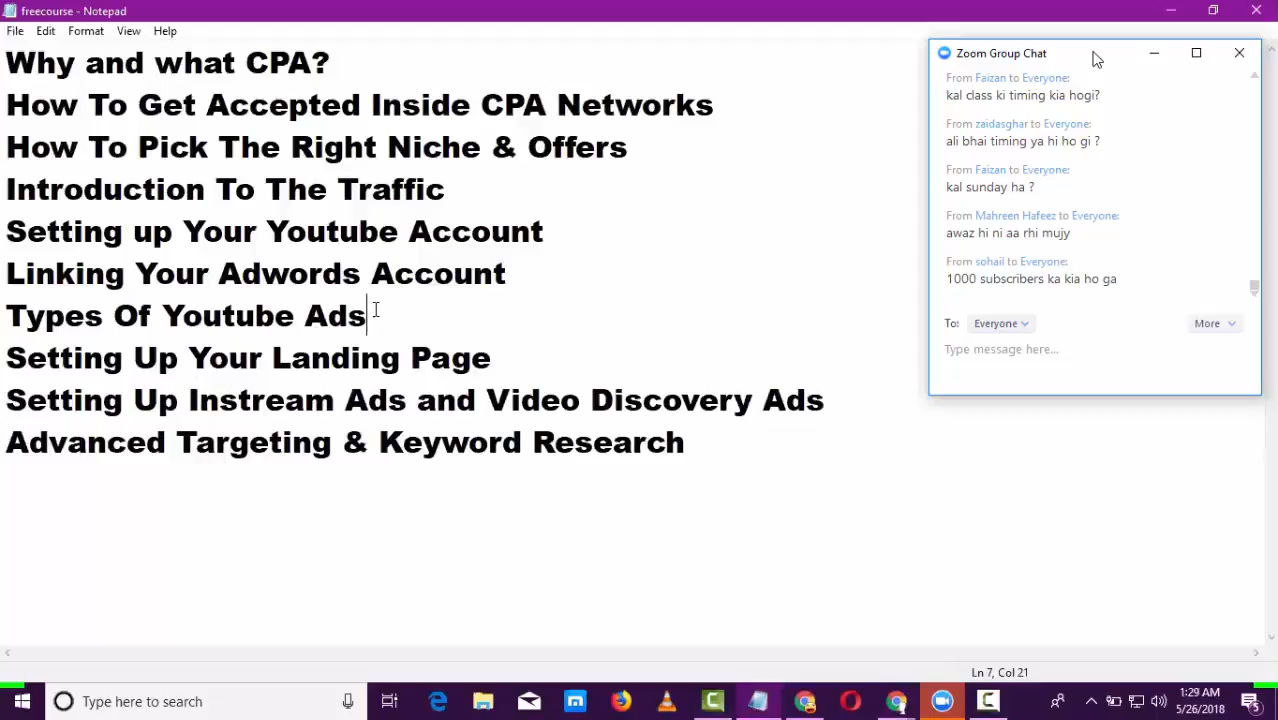 freecourse - Notepad
File Edit Format View Help
Why and what CPA?
How To Get Accepted Inside CPA Networks
How To Pick The Right Niche & Offers
Introduction To The Traffic
Setting up Your Youtube Account
Linking Your Adwords Account
Types Of Youtube Ads
Setting Up Your Landing Page
Setting Up Instream Ads and Video Discovery Ads
Advanced Targeting & Keyword Research
Zoom Group Chat
From Faizan to Everyone:
kal class ki timing kia hogi?
From zaidasghar to Everyone:
ali bhai timing ya hi ho gi ?
From Faizan to Everyone:
kal sunday ha ?
From Mahreen Hafeez to Everyone:
awaz hi ni aa rhi mujy
From sohail to Everyone:
1000 subscribers ka kia ho ga
To: Everyone More
Type message here...
Ln 7, Col 21
Type here to search
1:29 AM
5/26/2018
5